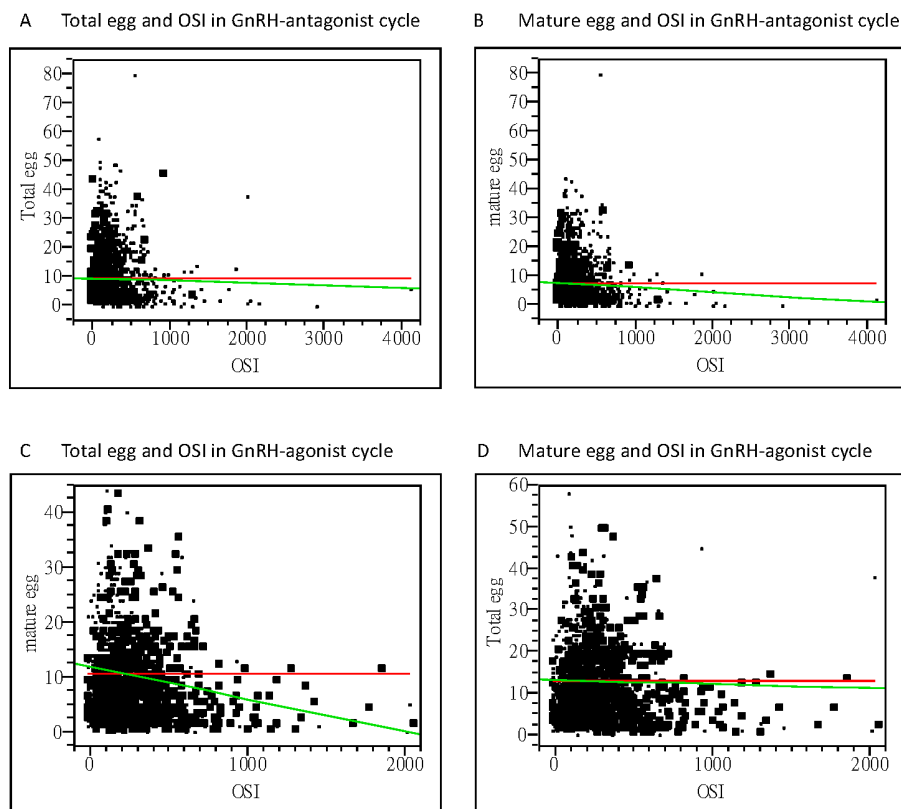 A Total egg and OSI in GnRH-antagonist cycle
B Mature egg and OSI in GnRH-antagonist cycle
80
70
60
50
40
30
20
10
0
Total egg
0 1000 2000 3000 4000
OSI
80
70
60
50
40
30
20
10
0
mature egg
0 1000 2000 3000 4000
OSI
C Total egg and OSI in GnRH-agonist cycle
D Mature egg and OSI in GnRH-agonist cycle
40
30
20
10
0
mature egg
0 1000 2000
OSI
60
50
40
30
20
10
0
Total egg
0 1000 2000
OSI